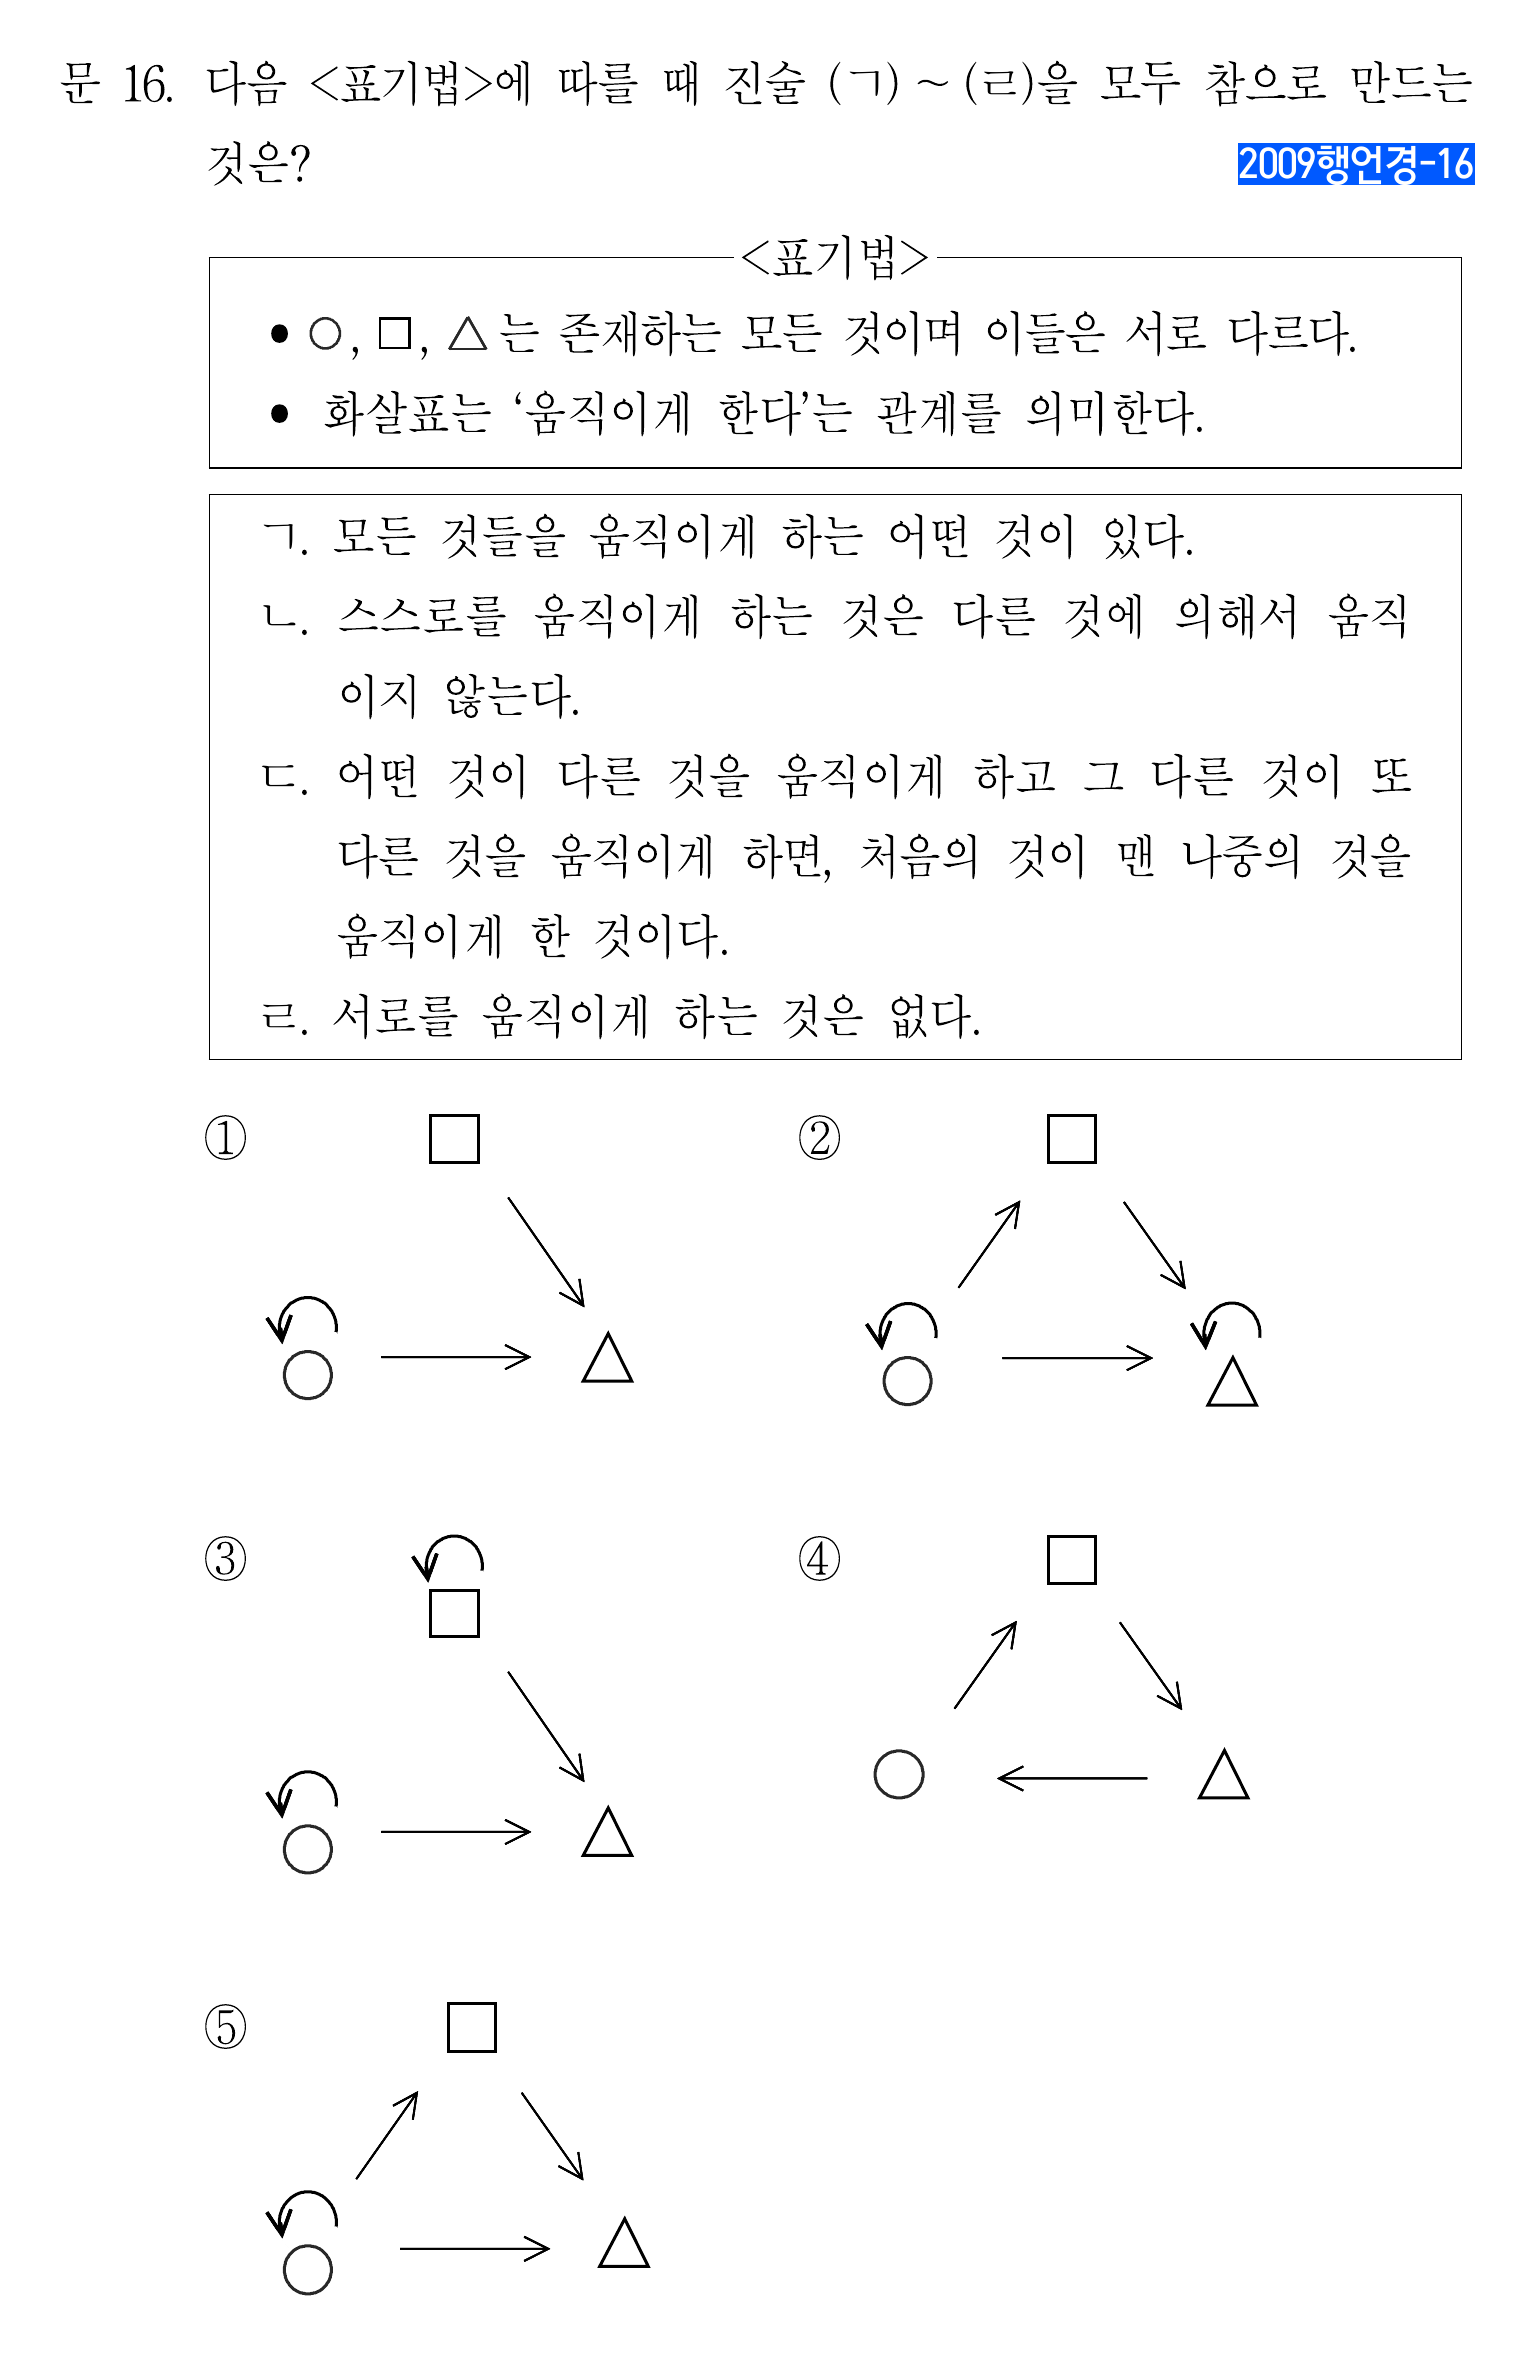 문 16. 다음 <표기법>에 따를 때 진술 (ㄱ) ~ (ㄹ)을 모두 참으로 만드는
것은?
2009행언경-16
<표기법>
● ○, □, △는 존재하는 모든 것이며 이들은 서로 다르다.
● 화살표는 ‘움직이게 한다’는 관계를 의미한다.
ㄱ. 모든 것들을 움직이게 하는 어떤 것이 있다.
ㄴ. 스스로를 움직이게 하는 것은 다른 것에 의해서 움직
이지 않는다.
ㄷ. 어떤 것이 다른 것을 움직이게 하고 그 다른 것이 또
다른 것을 움직이게 하면, 처음의 것이 맨 나중의 것을
움직이게 한 것이다.
ㄹ. 서로를 움직이게 하는 것은 없다.
①
②
③
④
⑤